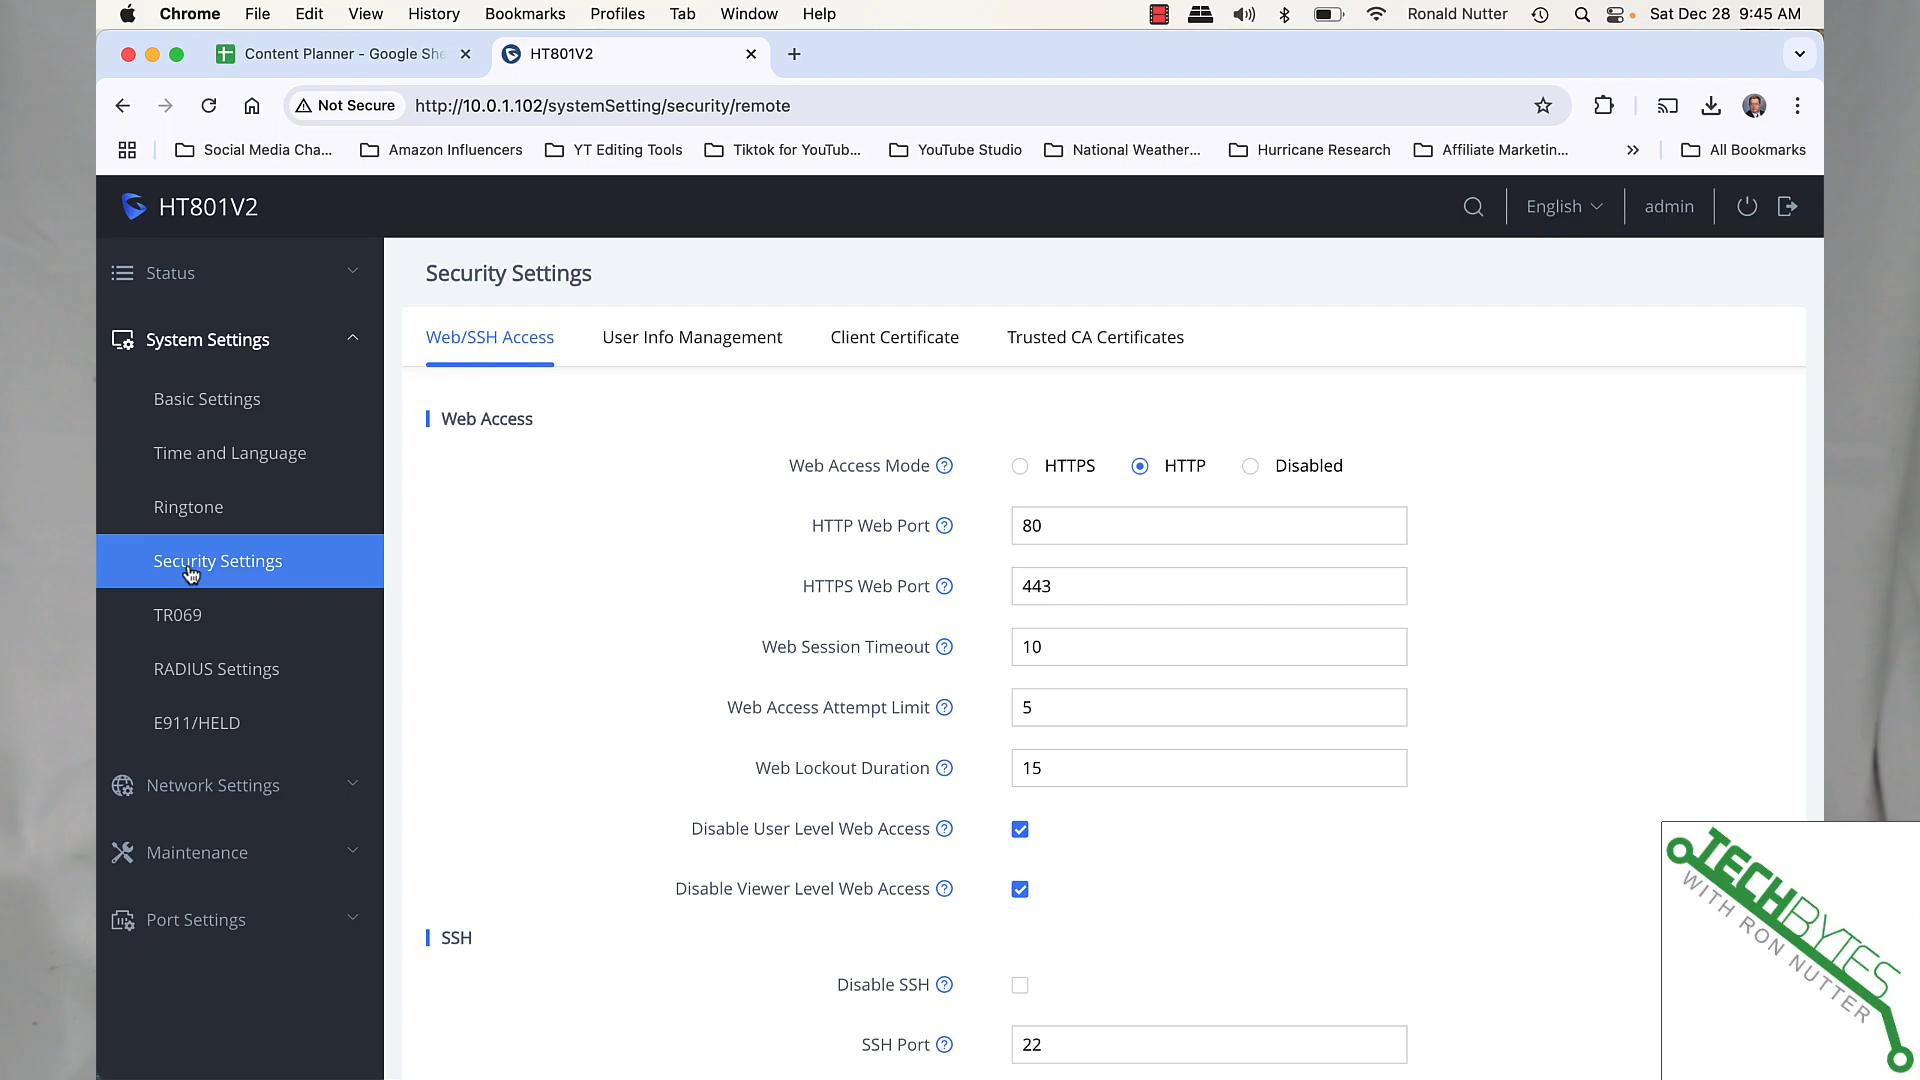 Chrome File Edit View History Bookmarks Profiles Tab Window Help Ronald Nutter Sat Dec 28 9:45 AM
Content Planner - Google She HT801V2
Not Secure http://10.0.1.102/systemSetting/security/remote
Social Media Cha... Amazon Influencers YT Editing Tools Tiktok for YouTub... YouTube Studio National Weather... Hurricane Research Affiliate Marketin... » All Bookmarks
HT801V2 English admin
Status
System Settings
Basic Settings
Time and Language
Ringtone
Security Settings
TR069
RADIUS Settings
E911/HELD
Network Settings
Maintenance
Port Settings
Security Settings
Web/SSH Access User Info Management Client Certificate Trusted CA Certificates
Web Access
Web Access Mode ? HTTPS HTTP Disabled
HTTP Web Port ? 80
HTTPS Web Port ? 443
Web Session Timeout ? 10
Web Access Attempt Limit ? 5
Web Lockout Duration ? 15
Disable User Level Web Access ?
Disable Viewer Level Web Access ?
SSH
Disable SSH ?
SSH Port ? 22
TECHBYTES
WITH RON NUTTER